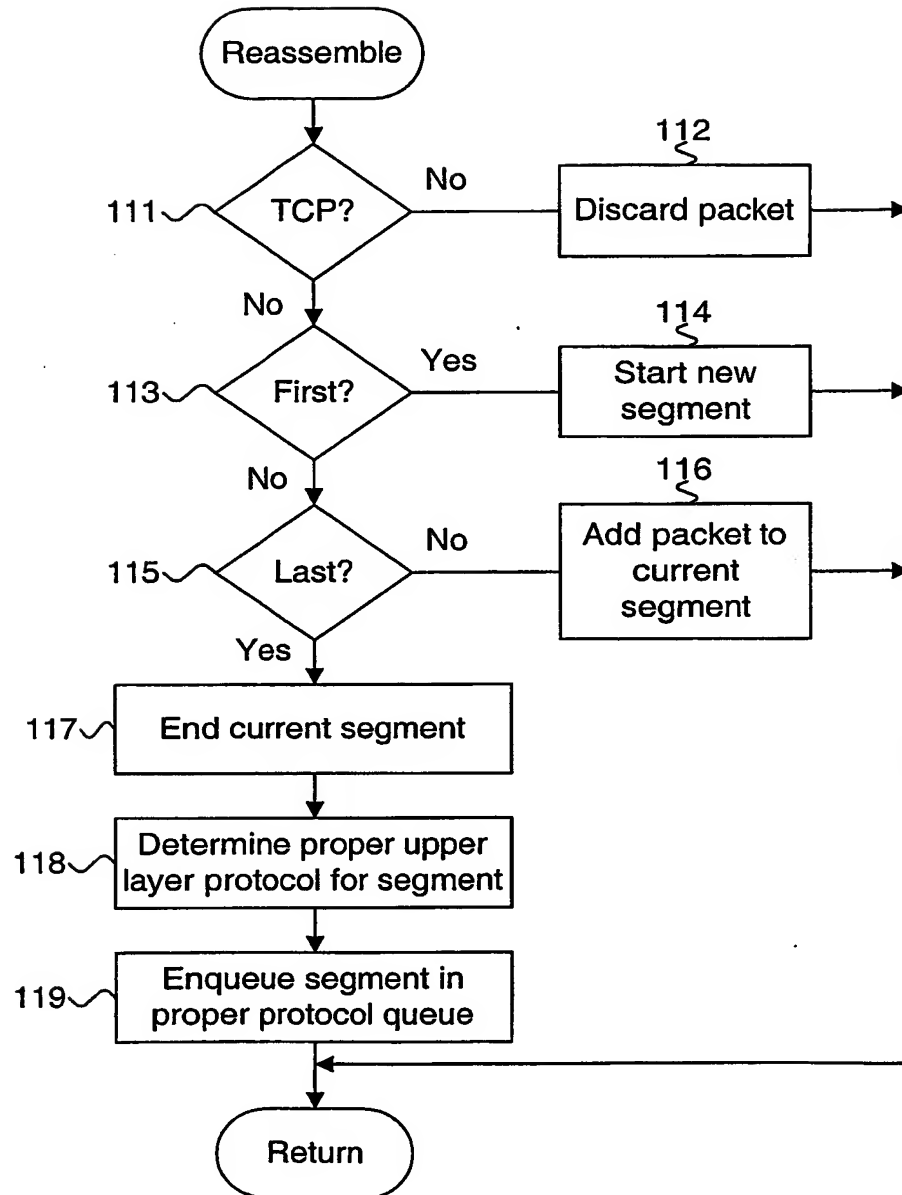 Reassemble
112
111
TCP?
No
Discard packet
No
114
113
First?
Yes
Start new
segment
No
116
115
Last?
No
Add packet to
current
segment
Yes
117
End current segment
118
Determine proper upper
layer protocol for segment
119
Enqueue segment in
proper protocol queue
Return